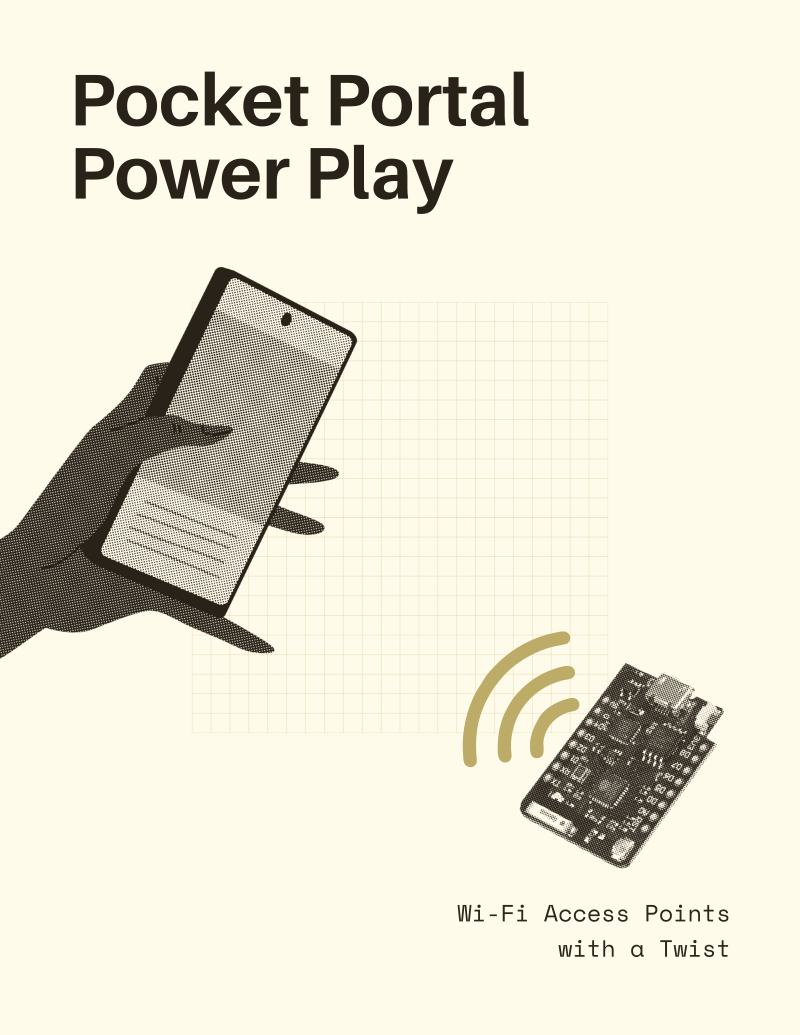 Pocket Portal
Power Play
Wi-Fi Access Points
with a Twist